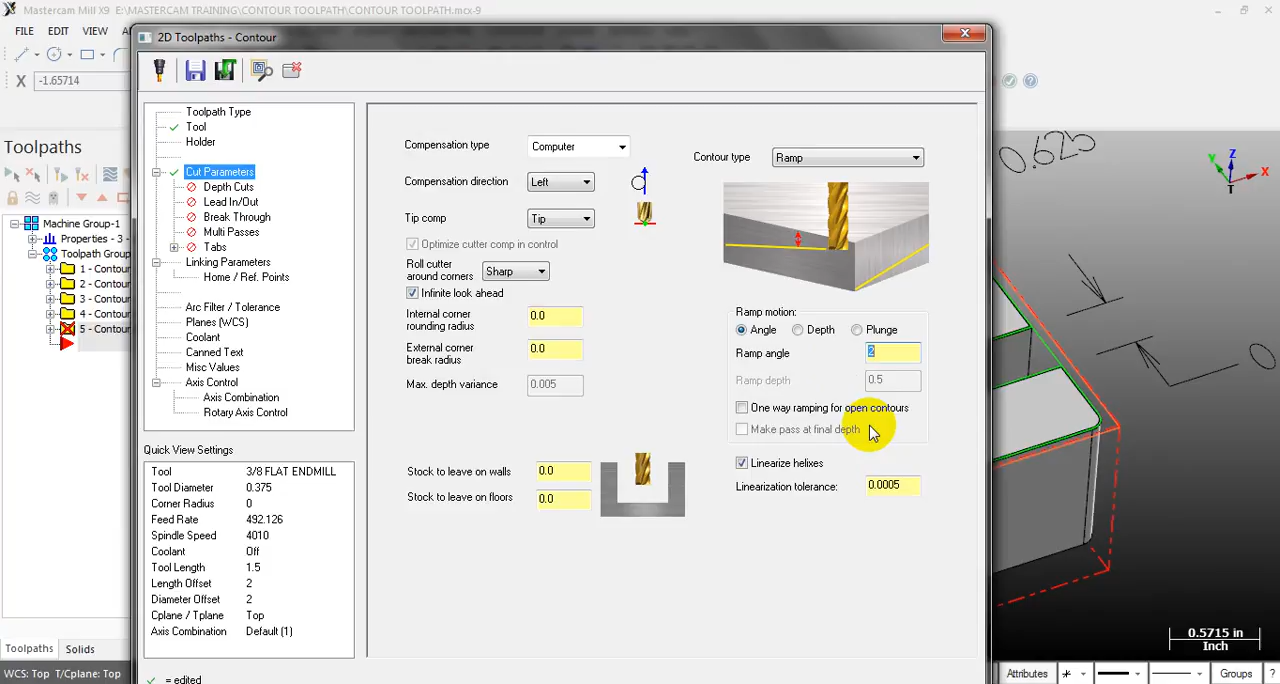 Mastercam Mill X9 E:\MASTERCAM TRAINING\CONTOUR TOOLPATH\CONTOUR TOOLPATH.mcx-9
FILE EDIT VIEW
2D Toolpaths - Contour
X -1.65714
Toolpaths
Machine Group-1
Properties - 3 -
Toolpath Group
1 - Contour
2 - Contour
3 - Contour
4 - Contour
5 - Contour
Toolpaths Solids
WCS: Top T/Cplane: Top
Toolpath Type
Tool
Holder
Cut Parameters
Depth Cuts
Lead In/Out
Break Through
Multi Passes
Tabs
Linking Parameters
Home / Ref. Points
Arc Filter / Tolerance
Planes (WCS)
Coolant
Canned Text
Misc Values
Axis Control
Axis Combination
Rotary Axis Control
Quick View Settings
Tool 3/8 FLAT ENDMILL
Tool Diameter 0.375
Corner Radius 0
Feed Rate 492.126
Spindle Speed 4010
Coolant Off
Tool Length 1.5
Length Offset 2
Diameter Offset 2
Cplane / Tplane Top
Axis Combination Default (1)
= edited
Compensation type Computer
Compensation direction Left
Tip comp Tip
Optimize cutter comp in control
Roll cutter
around corners Sharp
Infinite look ahead
Internal corner
rounding radius 0.0
External corner
break radius 0.0
Max. depth variance 0.005
Stock to leave on walls 0.0
Stock to leave on floors 0.0
Contour type Ramp
Ramp motion:
Angle Depth Plunge
Ramp angle 2
Ramp depth 0.5
One way ramping for open contours
Make pass at final depth
Linearize helixes
Linearization tolerance: 0.0005
0.625
Y Z X
T
0
0.5715 in
Inch
Attributes Groups ?